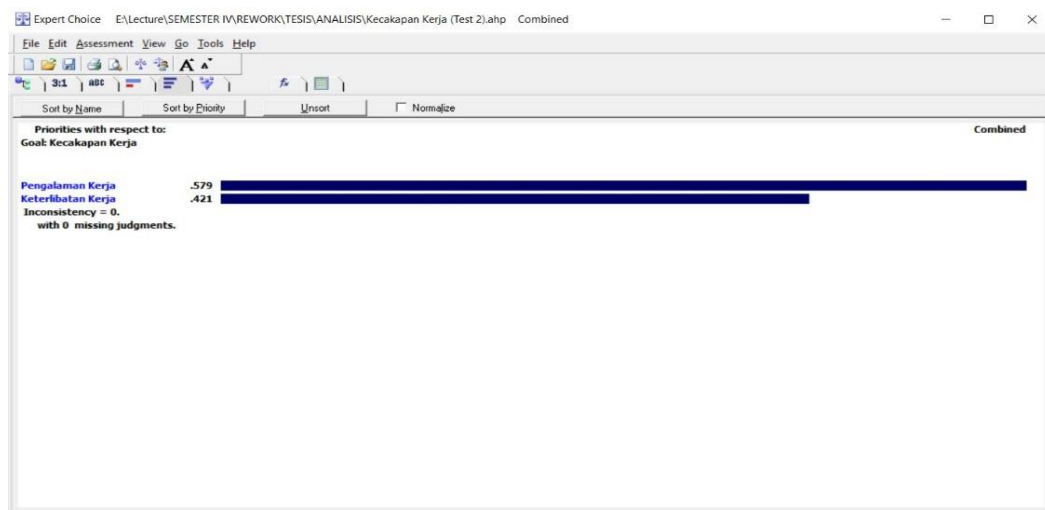 Expert Choice E:\Lecture\SEMESTER IV\REWORK\TESIS\ANALISIS\Kecakapan Kerja (Test 2).ahp Combined
File Edit Assessment View Go Tools Help
A A
3:1 ABC
Sort by Name Sort by Priority Unsort Normalize
Priorities with respect to: Combined
Goal: Kecakapan Kerja
Pengalaman Kerja .579
Keterlibatan Kerja .421
Inconsistency = 0.
with 0 missing judgments.